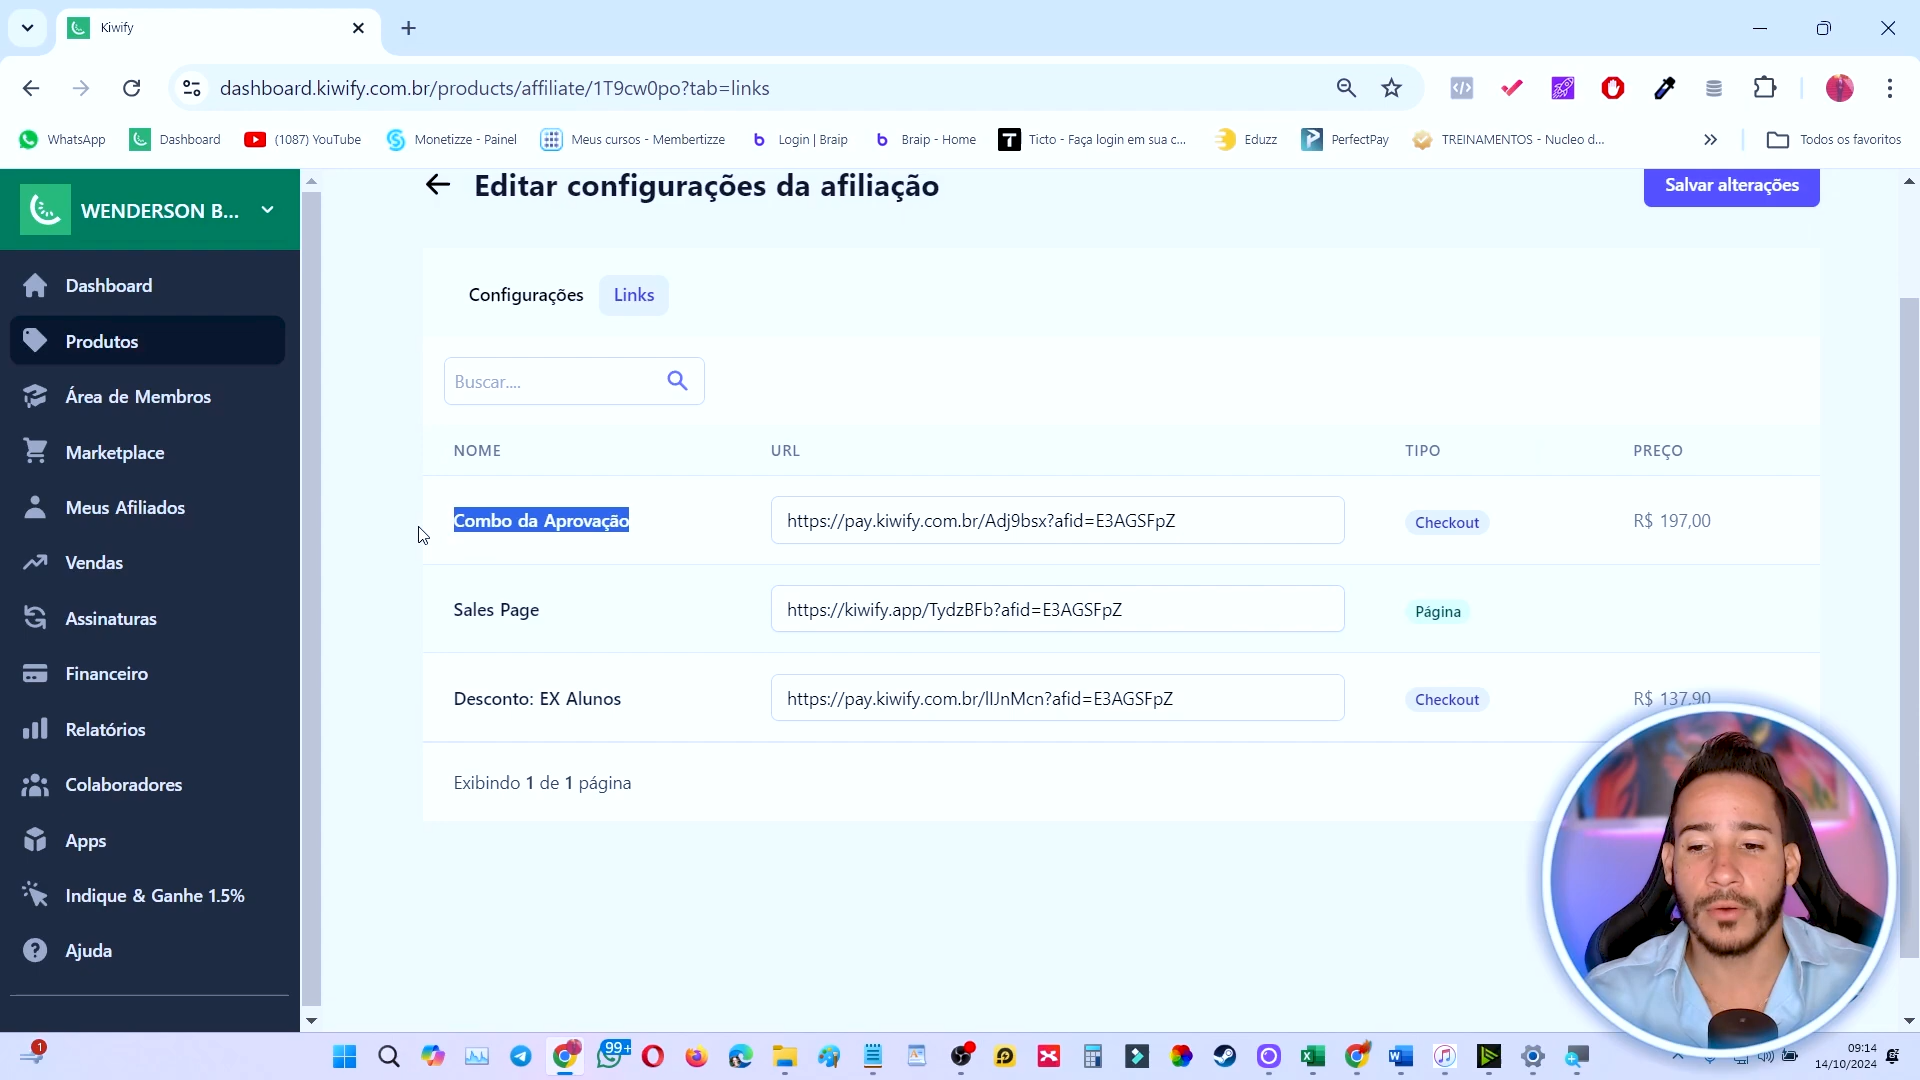 Kiwify
dashboard.kiwify.com.br/products/affiliate/1T9cw0po?tab=links
WhatsApp
Dashboard
(1087) YouTube
Monetizze - Painel
Meus cursos - Membertizze
Login | Braip
Braip - Home
Ticto - Faça login em sua c...
Eduzz
PerfectPay
TREINAMENTOS - Nucleo d...
Todos os favoritos
WENDERSON B...
Editar configurações da afiliação
Salvar alterações
Dashboard
Produtos
Área de Membros
Marketplace
Meus Afiliados
Vendas
Assinaturas
Financeiro
Relatórios
Colaboradores
Apps
Indique & Ganhe 1.5%
Ajuda
Configurações
Links
Buscar....
NOME
URL
TIPO
PREÇO
Combo da Aprovação
https://pay.kiwify.com.br/Adj9bsx?afid=E3AGSFpZ
Checkout
R$ 197,00
Sales Page
https://kiwify.app/TydzBFb?afid=E3AGSFpZ
Página
Desconto: EX Alunos
https://pay.kiwify.com.br/lIJnMcn?afid=E3AGSFpZ
Checkout
R$ 137,90
Exibindo 1 de 1 página
1
99+
09:14
14/10/2024